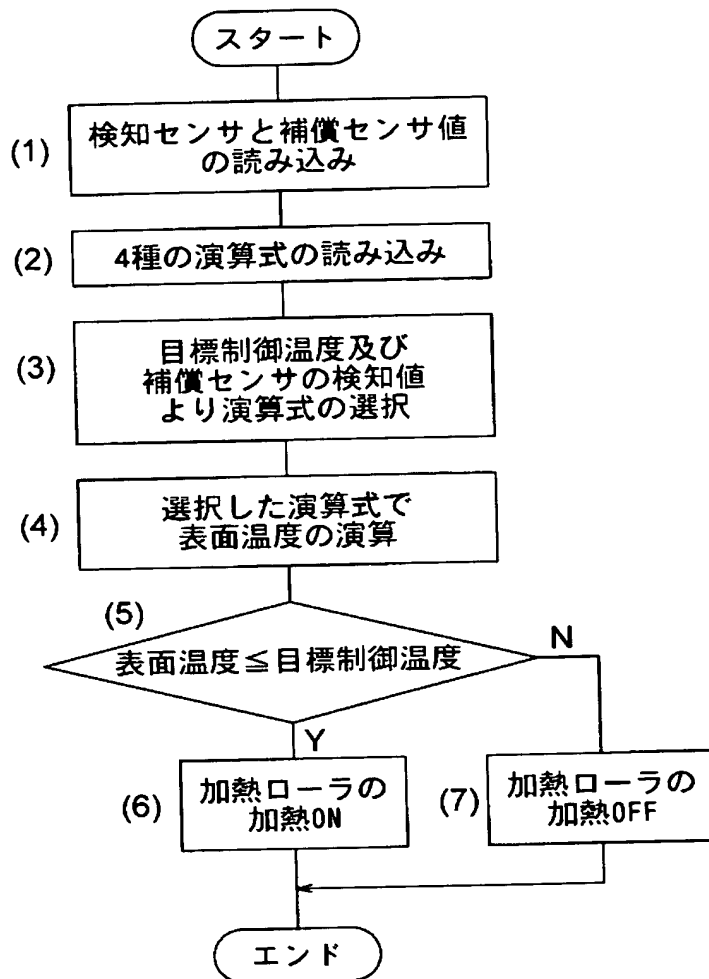 スタート
(1)
検知センサと補償センサ値
の読み込み
(2)
4種の演算式の読み込み
(3)
目標制御温度及び
補償センサの検知値
より演算式の選択
(4)
選択した演算式で
表面温度の演算
(5)
表面温度≦目標制御温度
N
Y
(6)
加熱ローラの
加熱ON
(7)
加熱ローラの
加熱OFF
エンド